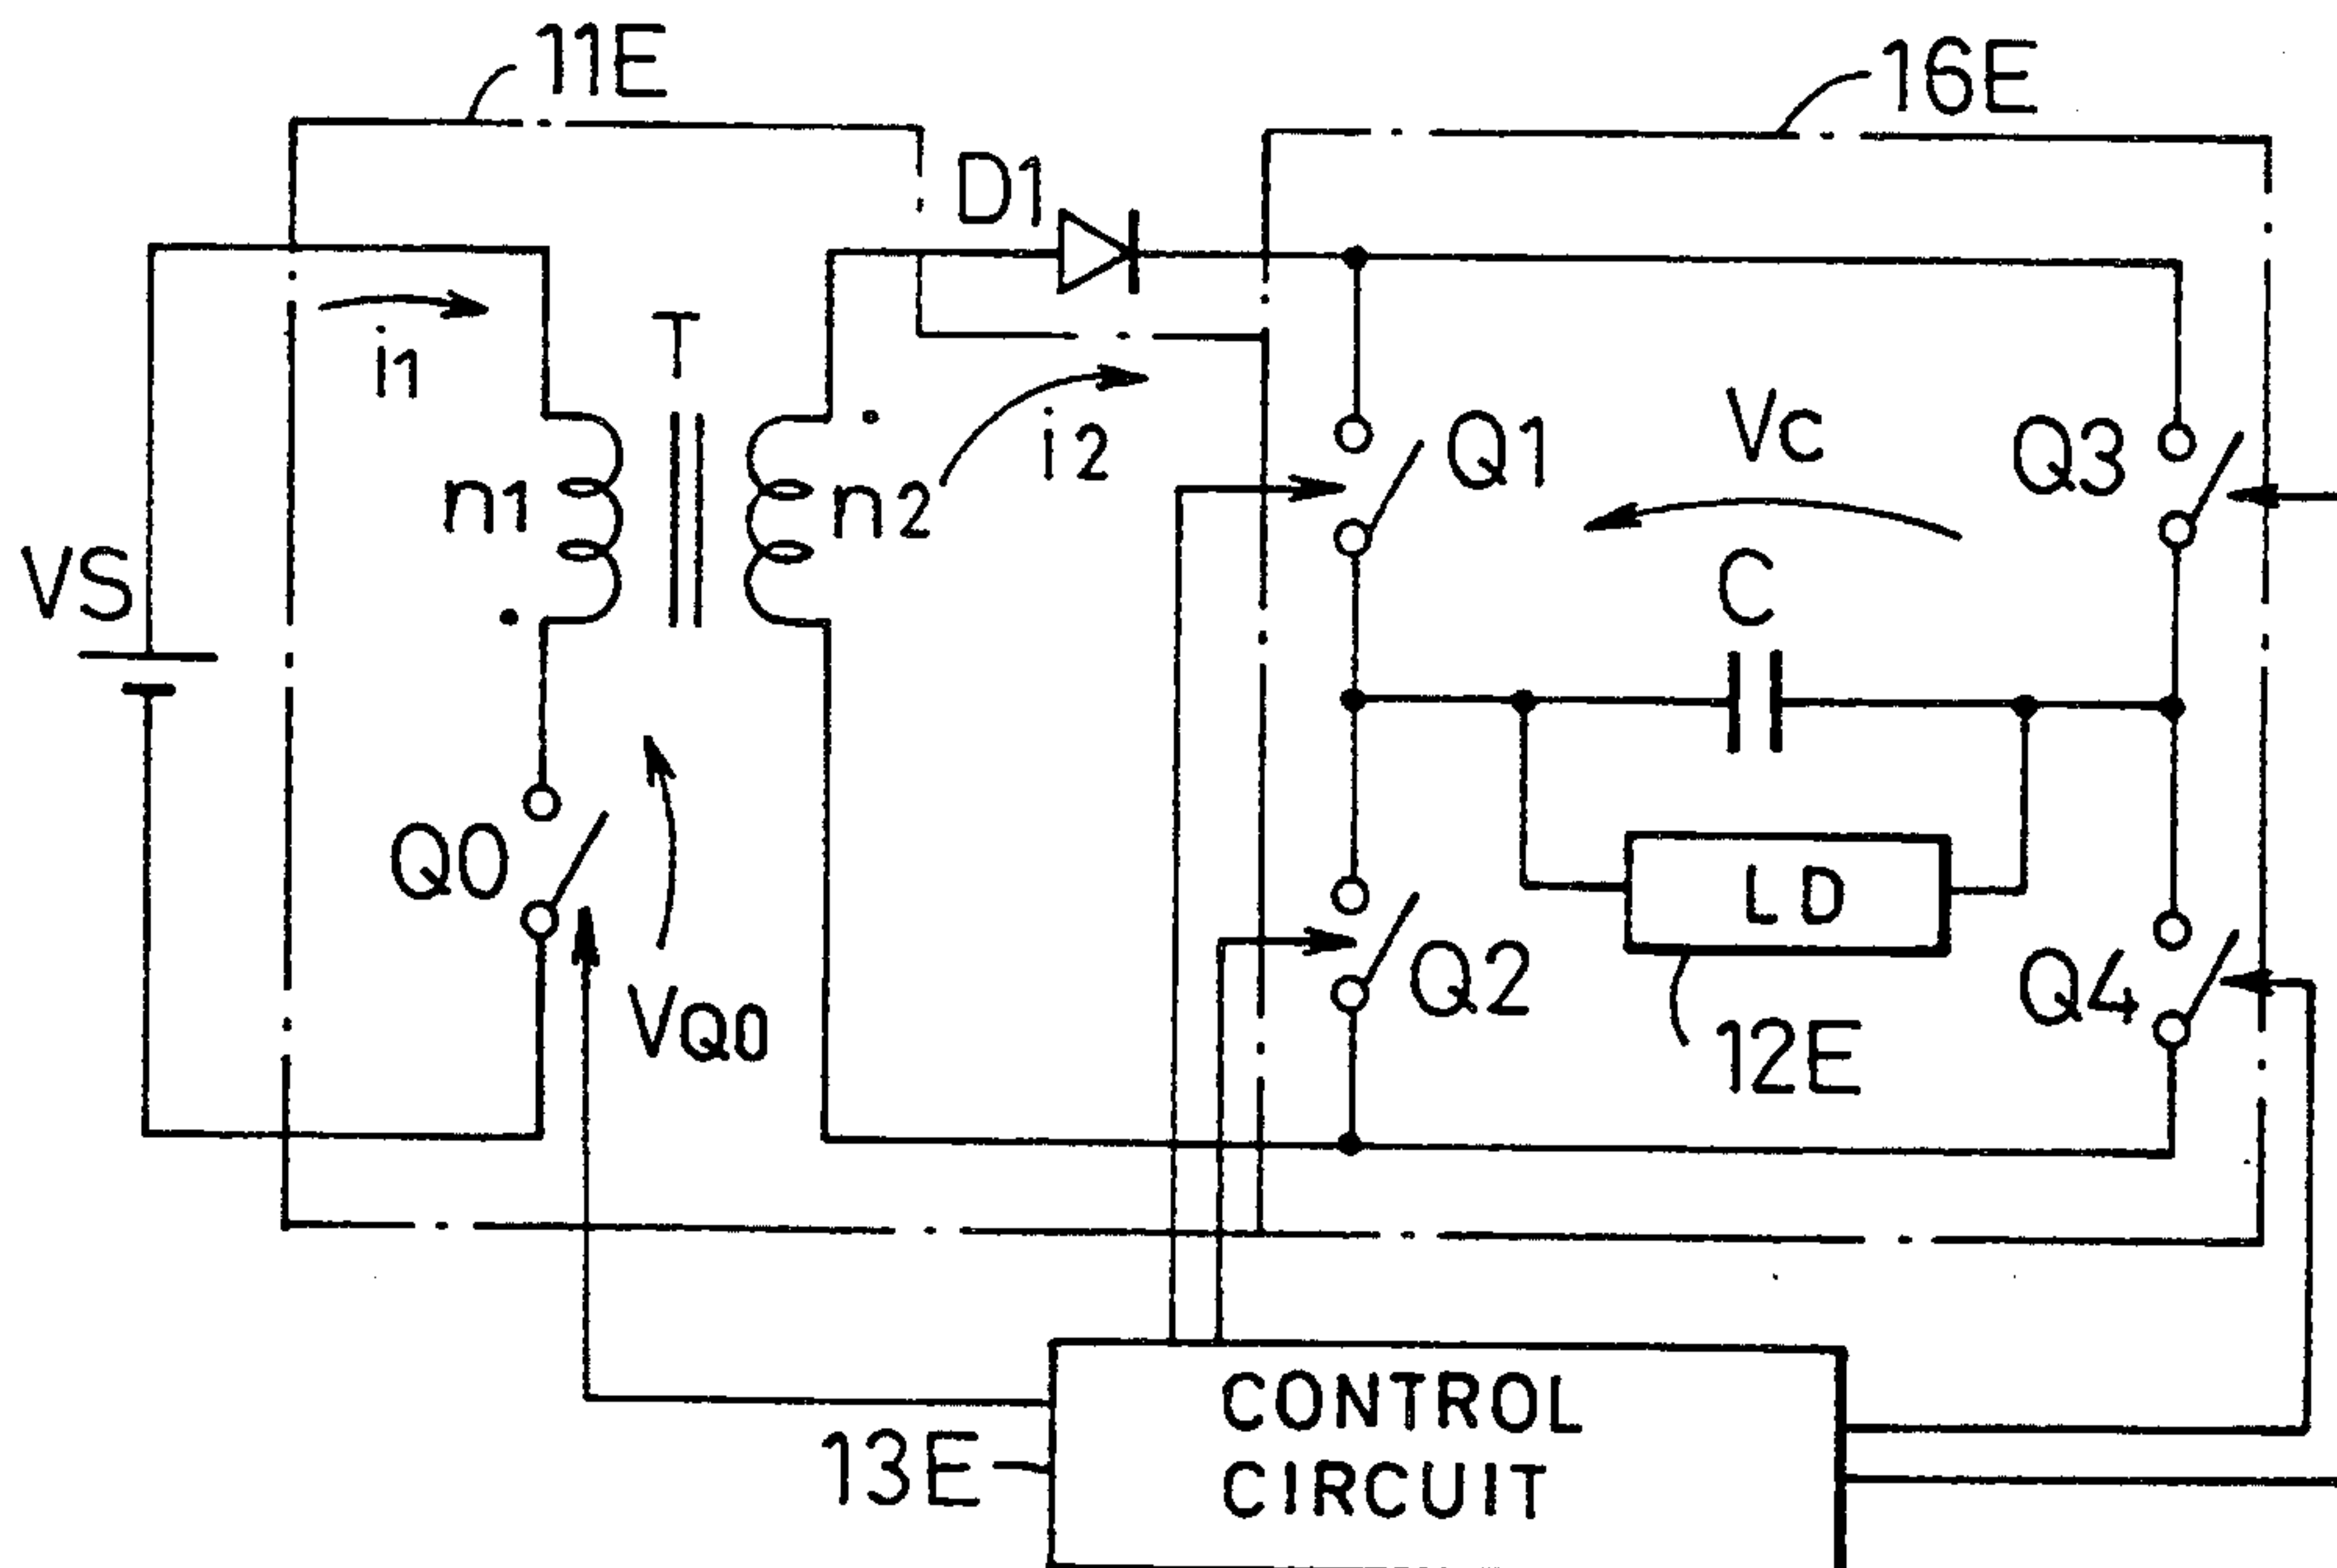 11E
16E
D1
i1
T
i2
n1
n2
VS
Q1
Vc
Q3
C
Q0
LD
VQ0
Q2
Q4
12E
CONTROL
CIRCUIT
13E